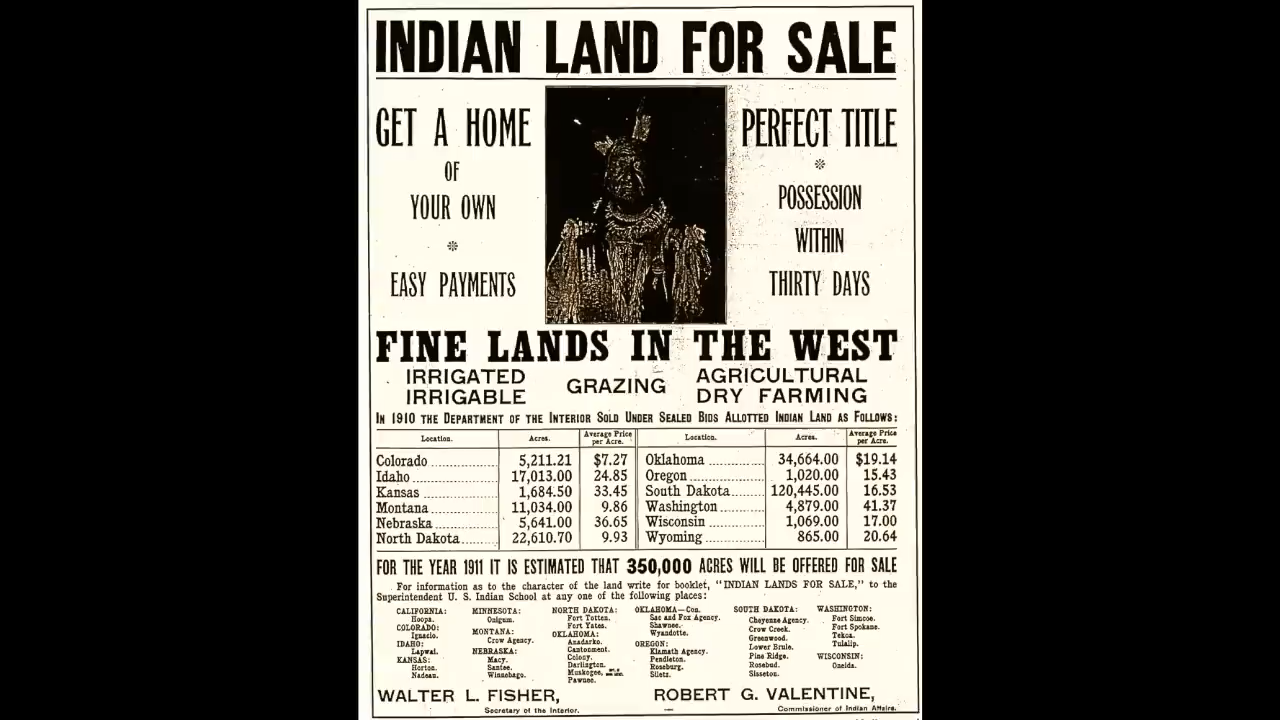 INDIAN LAND FOR SALE
GET A HOME
OF
YOUR OWN
*
EASY PAYMENTS
PERFECT TITLE
*
POSSESSION
WITHIN
THIRTY DAYS
FINE LANDS IN THE WEST
IRRIGATED
IRRIGABLE
GRAZING
AGRICULTURAL
DRY FARMING
IN 1910 THE DEPARTMENT OF THE INTERIOR SOLD UNDER SEALED BIDS ALLOTTED INDIAN LAND AS FOLLOWS:
Location. Acres. Average Price per Acre. Location. Acres. Average Price per Acre.
Colorado 5,211.21 $7.27 Oklahoma 34,664.00 $19.14
Idaho 17,013.00 24.85 Oregon 1,020.00 15.43
Kansas 1,684.50 33.45 South Dakota 120,445.00 16.53
Montana 11,034.00 9.86 Washington 4,879.00 41.37
Nebraska 5,641.00 36.65 Wisconsin 1,069.00 17.00
North Dakota 22,610.70 9.93 Wyoming 865.00 20.64
FOR THE YEAR 1911 IT IS ESTIMATED THAT 350,000 ACRES WILL BE OFFERED FOR SALE
For information as to the character of the land write for booklet, "INDIAN LANDS FOR SALE," to the
Superintendent U. S. Indian School at any one of the following places:
CALIFORNIA:
Hoopa.
COLORADO:
Ignacio.
IDAHO:
Lapwai.
KANSAS:
Horton.
Nadeau.
MINNESOTA:
Onigum.
MONTANA:
Crow Agency.
NEBRASKA:
Macy.
Santee.
Winnebago.
NORTH DAKOTA:
Fort Totten.
Fort Yates.
OKLAHOMA:
Anadarko.
Cantonment.
Colony.
Darlington.
Muskogee,
Pawnee.
OKLAHOMA—Con.
Sac and Fox Agency.
Shawnee.
Wyandotte.
OREGON:
Klamath Agency.
Pendleton.
Roseburg.
Siletz.
SOUTH DAKOTA:
Cheyenne Agency.
Crow Creek.
Greenwood.
Lower Brule.
Pine Ridge.
Rosebud.
Sisseton.
WASHINGTON:
Fort Simcoe.
Fort Spokane.
Tekoa.
Tulalip.
WISCONSIN:
Oneida.
WALTER L. FISHER,
Secretary of the Interior.
ROBERT G. VALENTINE,
Commissioner of Indian Affairs.